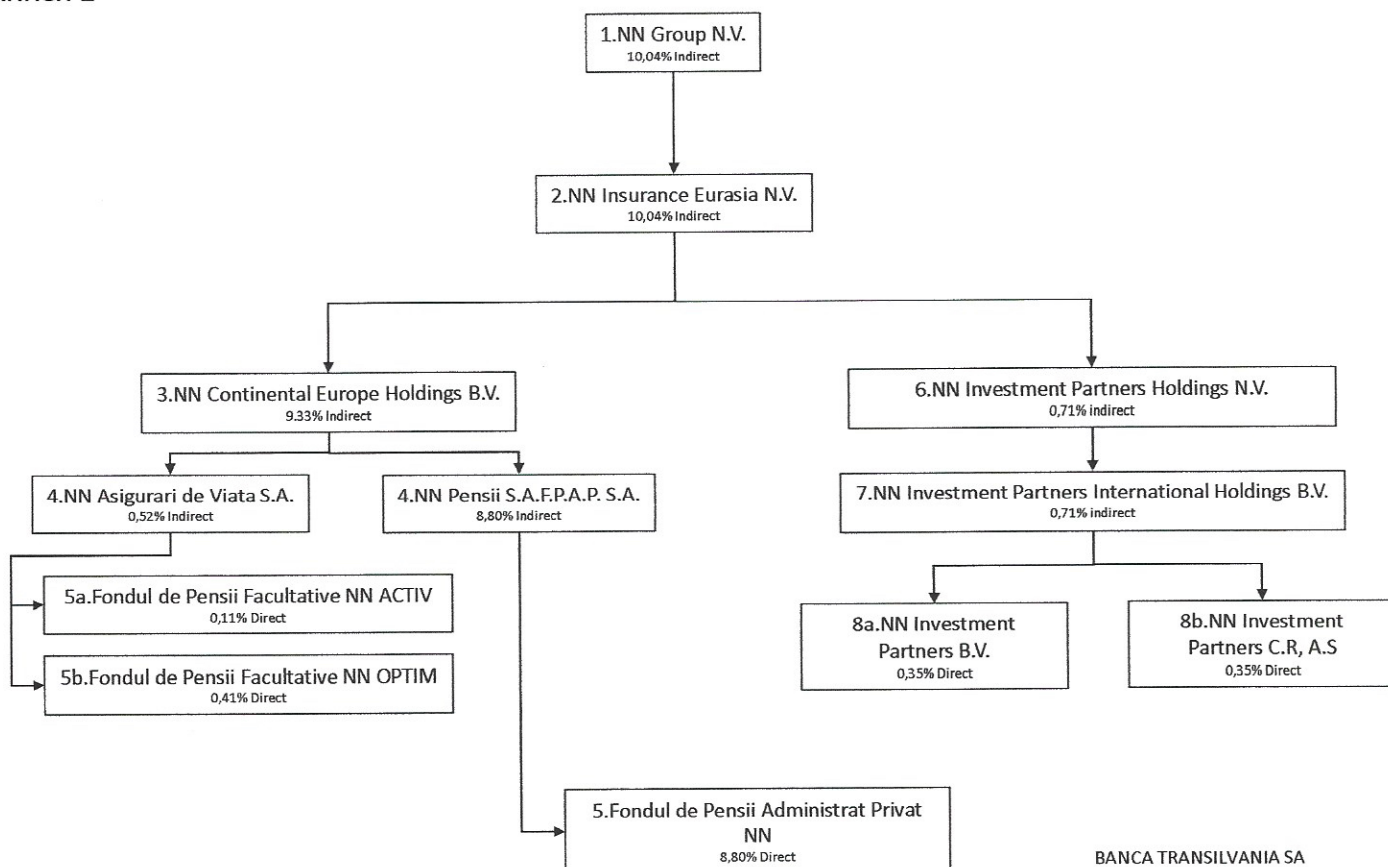 1.NN Group N.V.
10,04% Indirect
2.NN Insurance Eurasia N.V.
10,04% Indirect
3.NN Continental Europe Holdings B.V.
9.33% Indirect
6.NN Investment Partners Holdings N.V.
0,71% indirect
4.NN Asigurari de Viata S.A.
0,52% Indirect
4.NN Pensii S.A.F.P.A.P. S.A.
8,80% Indirect
7.NN Investment Partners International Holdings B.V.
0,71% indirect
5a.Fondul de Pensii Facultative NN ACTIV
0,11% Direct
5b.Fondul de Pensii Facultative NN OPTIM
0,41% Direct
8a.NN Investment
Partners B.V.
0,35% Direct
8b.NN Investment
Partners C.R, A.S
0,35% Direct
5.Fondul de Pensii Administrat Privat
NN
8,80% Direct
BANCA TRANSILVANIA SA